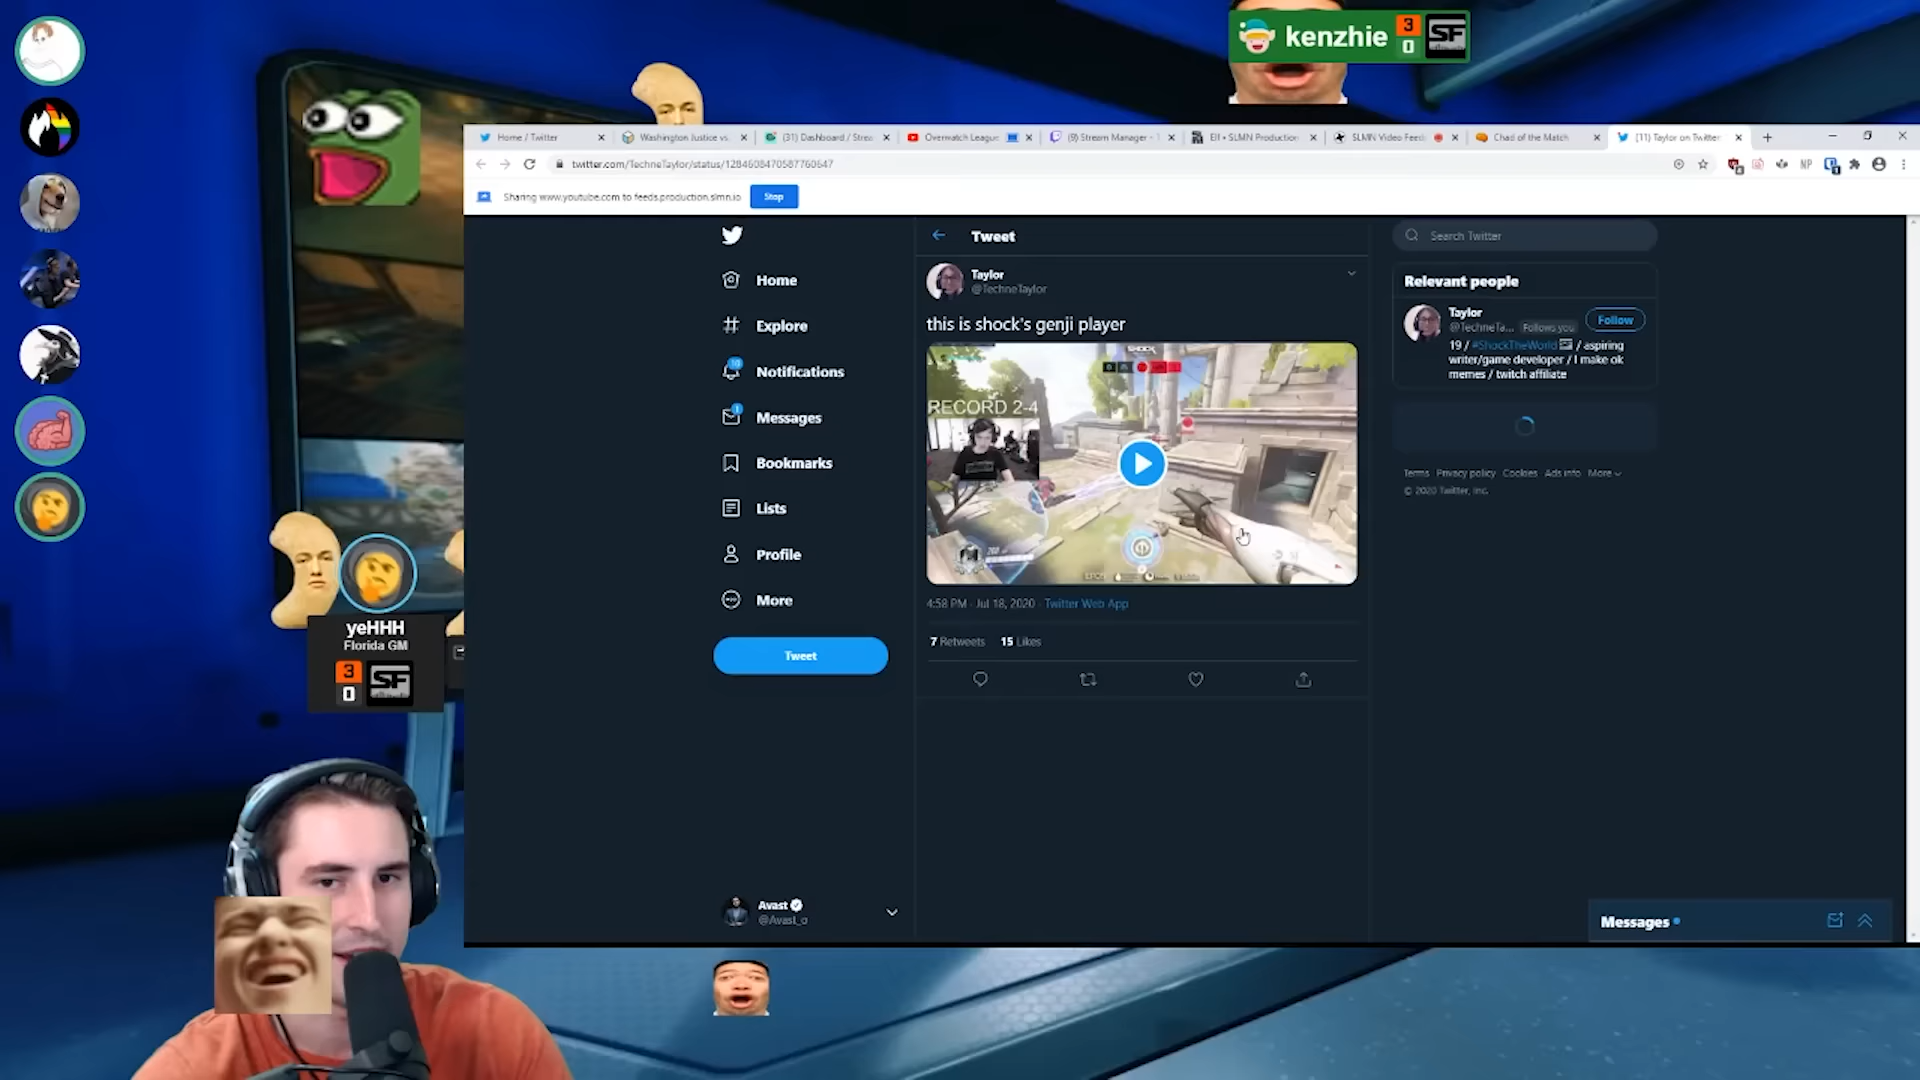 kenzhie
3
0
SF
Home / Twitter
Washington Justice vs.
(31) Dashboard / Strea
Overwatch League
(9) Stream Manager - T
Elf • SLMN Production
SLMN Video Feeds
Chad of the Match
(11) Taylor on Twitter:
twitter.com/TechneTaylor/status/1284608470587760647
NP
Sharing www.youtube.com to feeds.production.slmn.io
Stop
Home
Explore
Notifications
Messages
Bookmarks
Lists
Profile
More
Tweet
Avast
@Avast_o
Tweet
Taylor
@TechneTaylor
this is shock's genji player
SHOCK
RECORD 2-4
4:58 PM · Jul 18, 2020 · Twitter Web App
7 Retweets 15 Likes
Search Twitter
Relevant people
Taylor
@TechneTa... Follows you
Follow
19 / #ShockTheWorld / aspiring
writer/game developer / I make ok
memes / twitch affiliate
Terms Privacy policy Cookies Ads info More
© 2020 Twitter, Inc.
Messages
yeHHH
Florida GM
3
0
SF